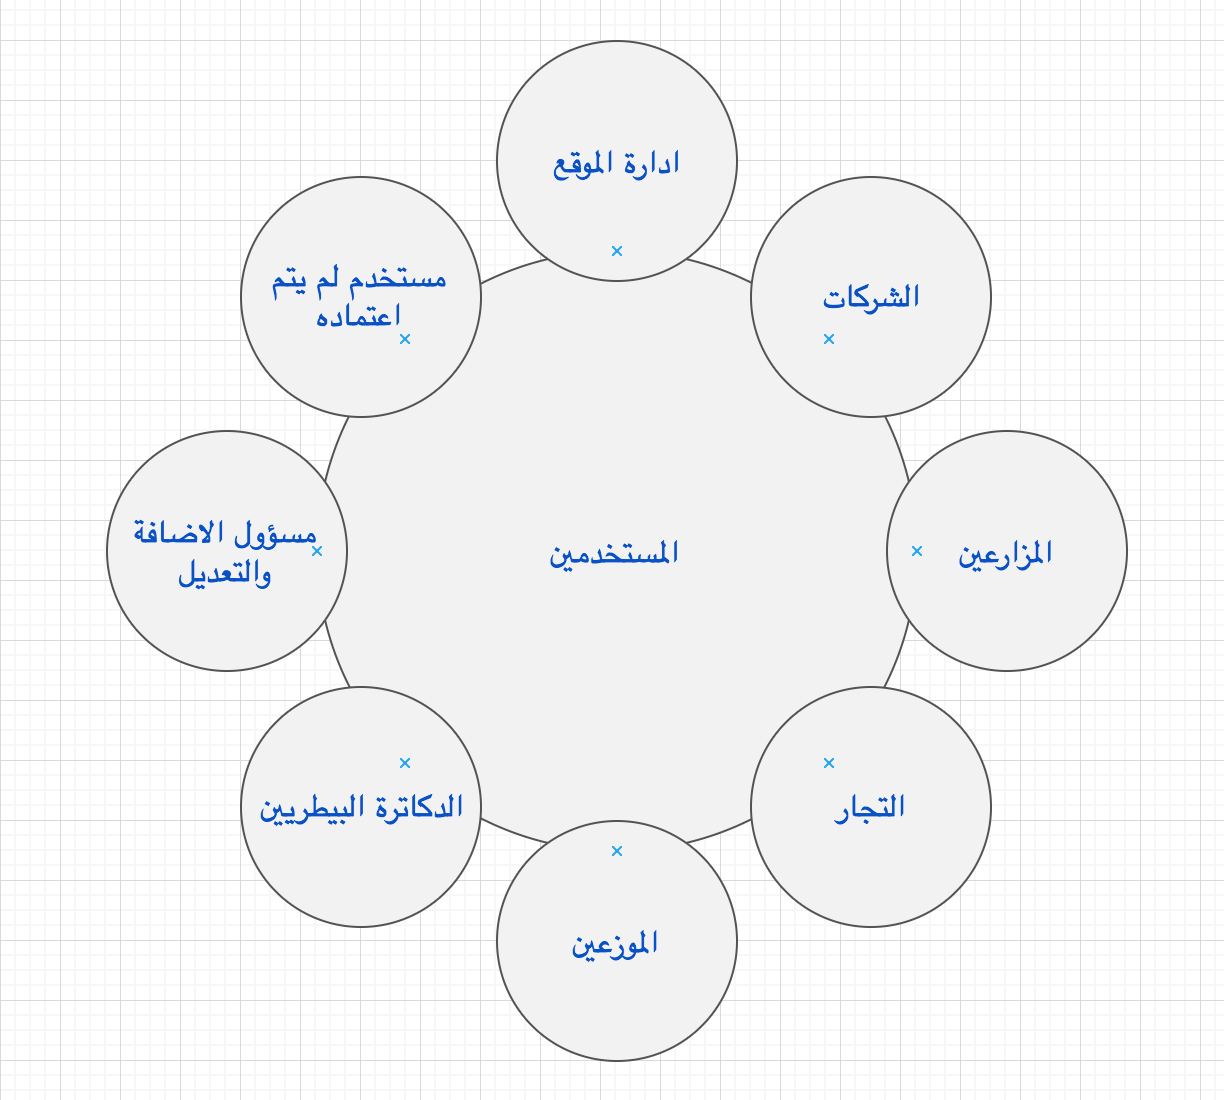 ادارة الموقع
الشركات
مستخدم لم يتم
اعتماده
المزارعين
المستخدمين
مسؤول الاضافة
والتعديل
التجار
الدكاترة البيطريين
الموزعين